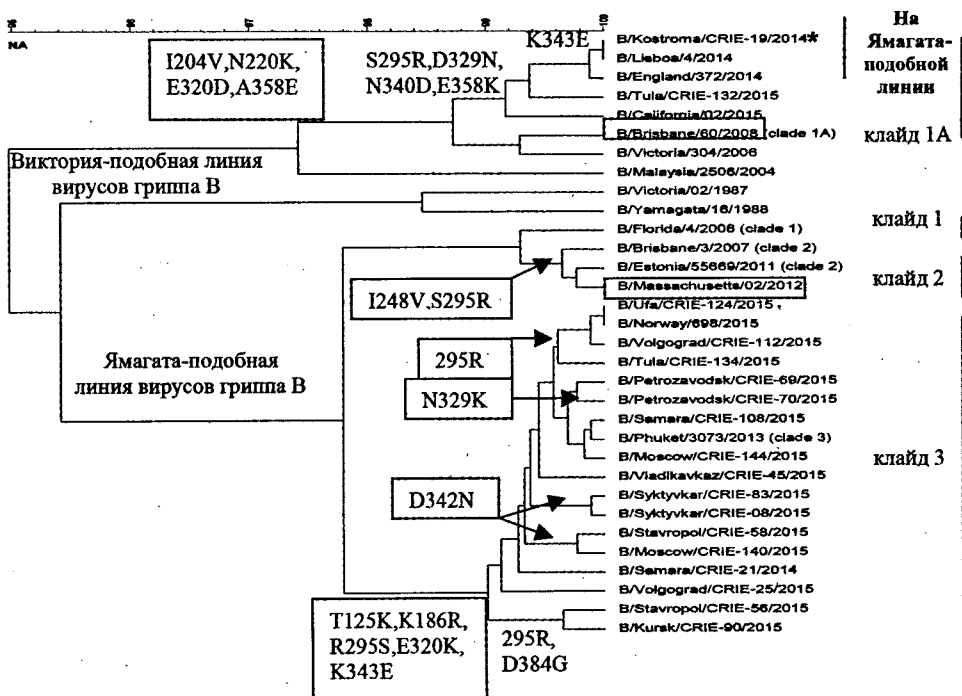 95
96
98
99
100
NA
I204V,N220K,
E320D,A358E
S295R,D329N,
N340D,E358K
K343E
B/Kostroma/CRIE-19/2014*
B/Lisboa/4/2014
B/England/372/2014
B/Tula/CRIE-132/2015
B/California/02/2015
B/Brisbane/60/2008 (clade 1A)
B/Victoria/304/2006
B/Malaysia/2506/2004
B/Victoria/02/1987
B/Yamagata/16/1988
B/Florida/4/2006 (clade 1)
B/Brisbane/3/2007 (clade 2)
B/Estonia/55669/2011 (clade 2)
B/Massachusetts/02/2012
B/Ufa/CRIE-124/2015
B/Norway/698/2015
B/Volgograd/CRIE-112/2015
B/Tula/CRIE-134/2015
B/Petrozavodsk/CRIE-69/2015
B/Petrozavodsk/CRIE-70/2015
B/Samara/CRIE-108/2015
B/Phuket/3073/2013 (clade 3)
B/Moscow/CRIE-144/2015
B/Vladikavkaz/CRIE-45/2015
B/Syktyvkar/CRIE-83/2015
B/Syktyvkar/CRIE-08/2015
B/Stavropol/CRIE-58/2015
B/Moscow/CRIE-140/2015
B/Samara/CRIE-21/2014
B/Volgograd/CRIE-25/2015
B/Stavropol/CRIE-56/2015
B/Kursk/CRIE-90/2015
На
Ямагата-
подобной
линии
клайд 1А
клайд 1
клайд 2
клайд 3
Виктория-подобная линия
вирусов гриппа В
I248V,S295R
Ямагата-подобная
линия вирусов гриппа В
295R
N329K
D342N
T125K,K186R,
R295S,E320K,
K343E
295R,
D384G